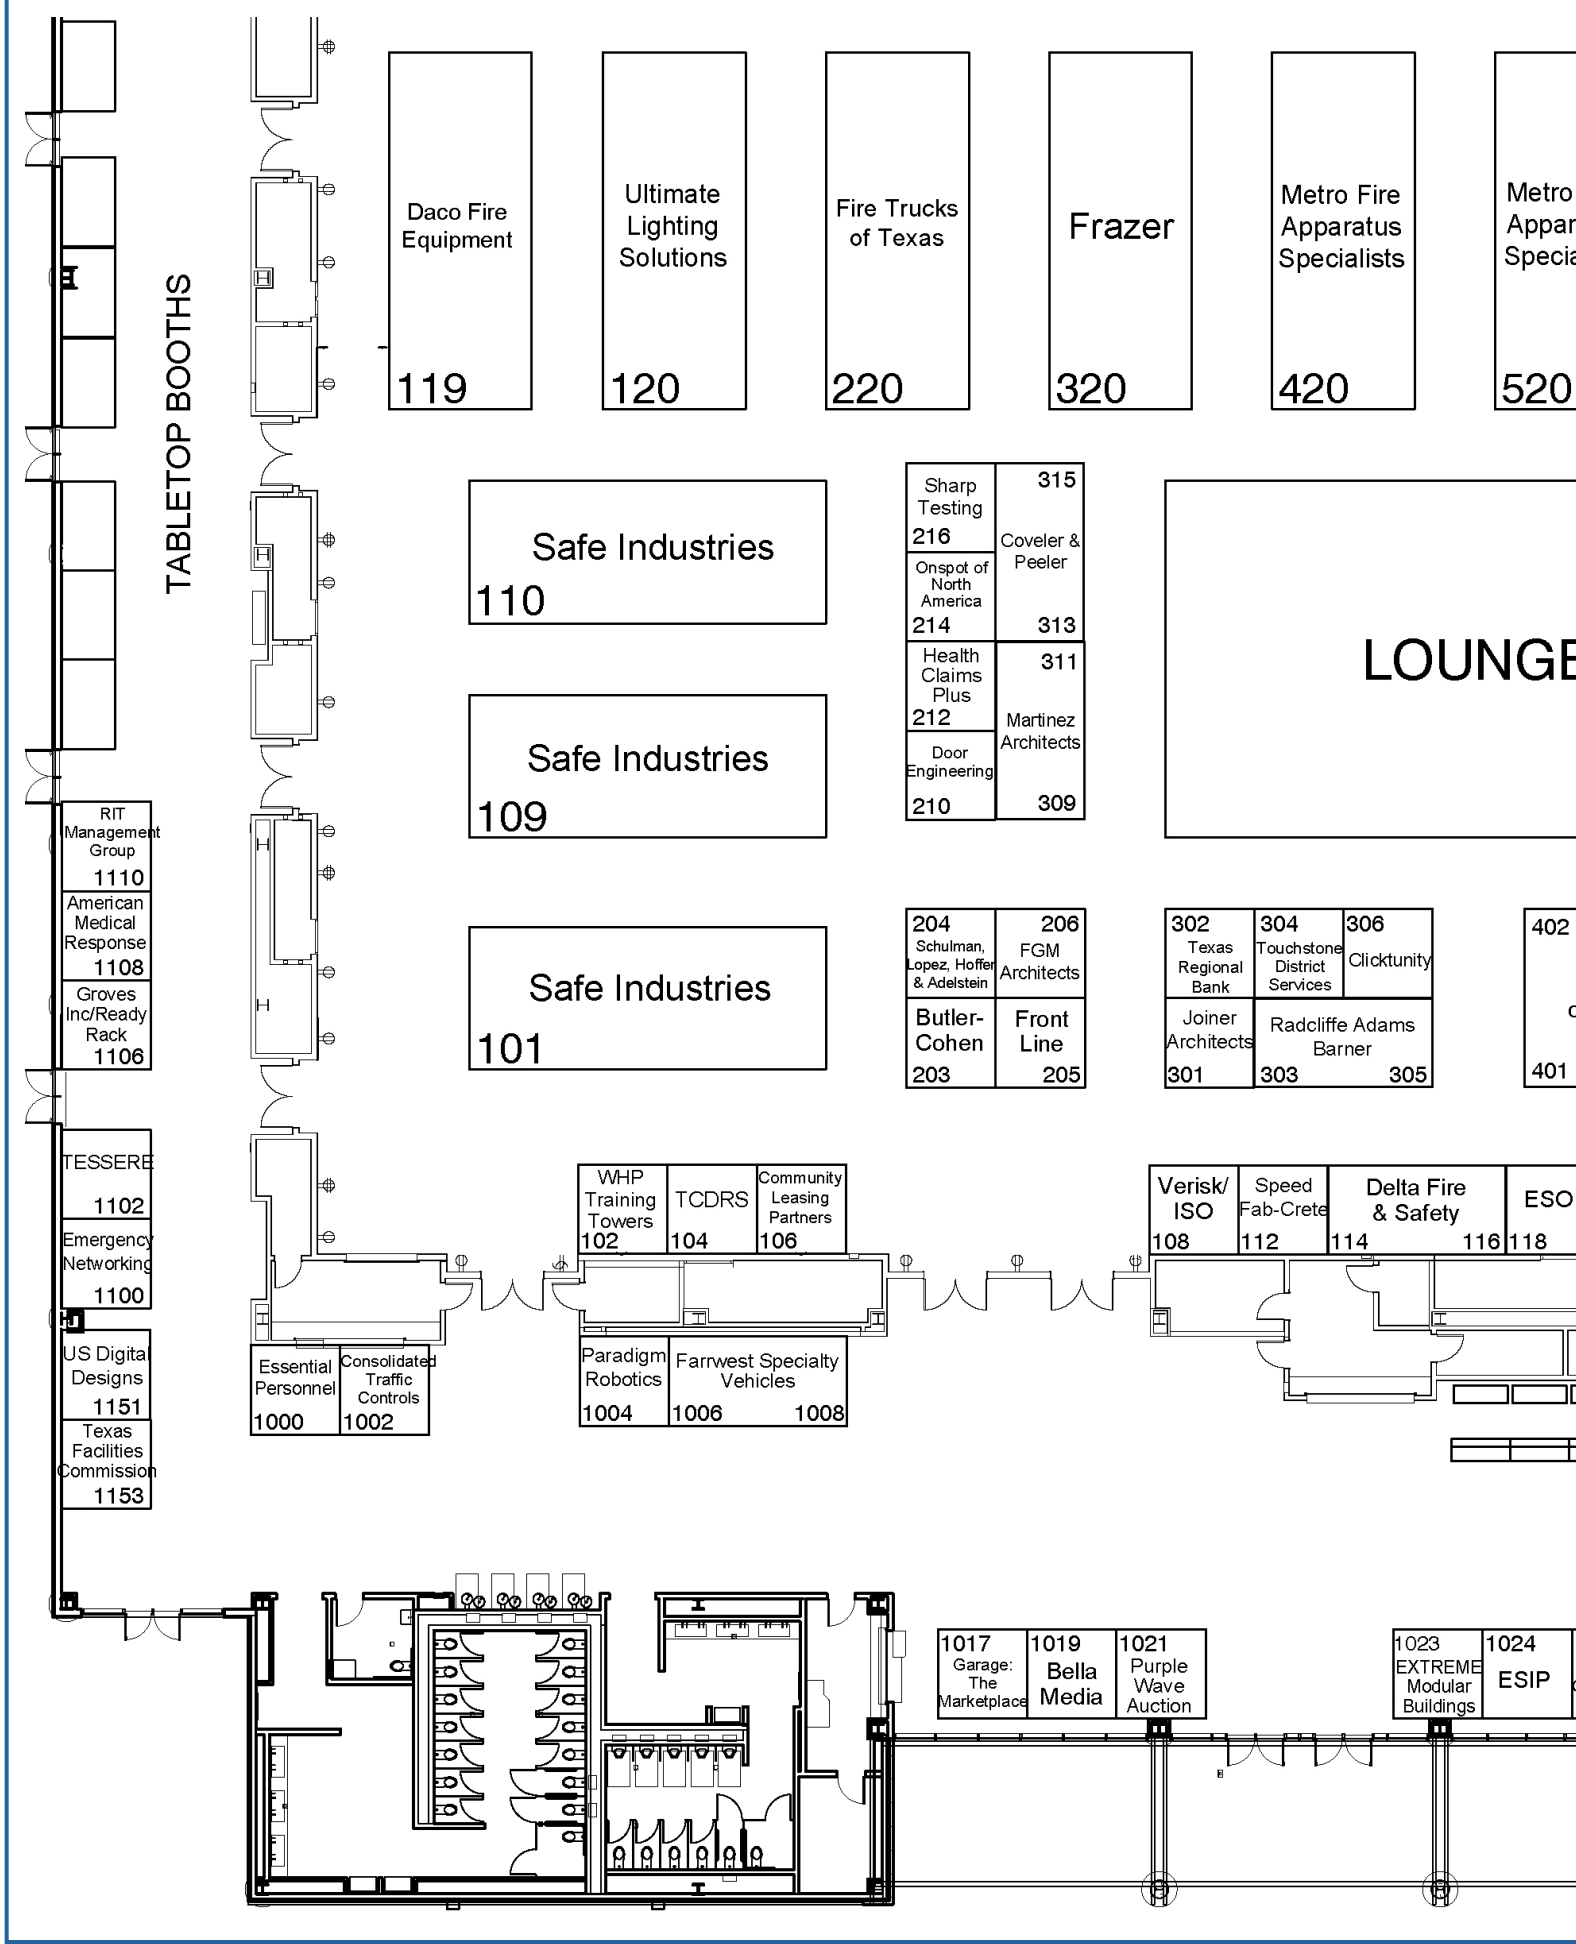 Daco Fire
Equipment
119
Ultimate
Lighting
Solutions
120
Fire Trucks
of Texas
220
Frazer
320
Metro Fire
Apparatus
Specialists
420
Metro
520
TABLETOP BOOTHS
Safe Industries
110
Sharp
Testing
216
315
Coveler &
Peeler
313
Onspot of
North
America
214
Health
Claims
Plus
212
311
Martinez
Architects
309
Door
Engineering
210
LOUNGE
Safe Industries
109
RIT
Management
Group
1110
American
Medical
Response
1108
Groves
Inc/Ready
Rack
1106
Safe Industries
101
204
Schulman,
Lopez, Hoffer
& Adelstein
206
FGM
Architects
Butler-
Cohen
203
Front
Line
205
302
Texas
Regional
Bank
304
Touchstone
District
Services
306
Clicktunity
Joiner
Architects
301
Radcliffe Adams
Barner
303 305
402
401
TESSERE
1102
Emergency
Networking
1100
US Digital
Designs
1151
Texas
Facilities
Commission
1153
WHP
Training
Towers
102
TCDRS
104
Community
Leasing
Partners
106
Verisk/
ISO
108
Speed
Fab-Crete
112
Delta Fire
& Safety
114 116
ESO
118
Essential
Personnel
1000
Consolidated
Traffic
Controls
1002
Paradigm
Robotics
1004
Farrwest Specialty
Vehicles
1006 1008
1017
Garage:
The
Marketplace
1019
Bella
Media
1021
Purple
Wave
Auction
1023
EXTREME
Modular
Buildings
1024
ESIP